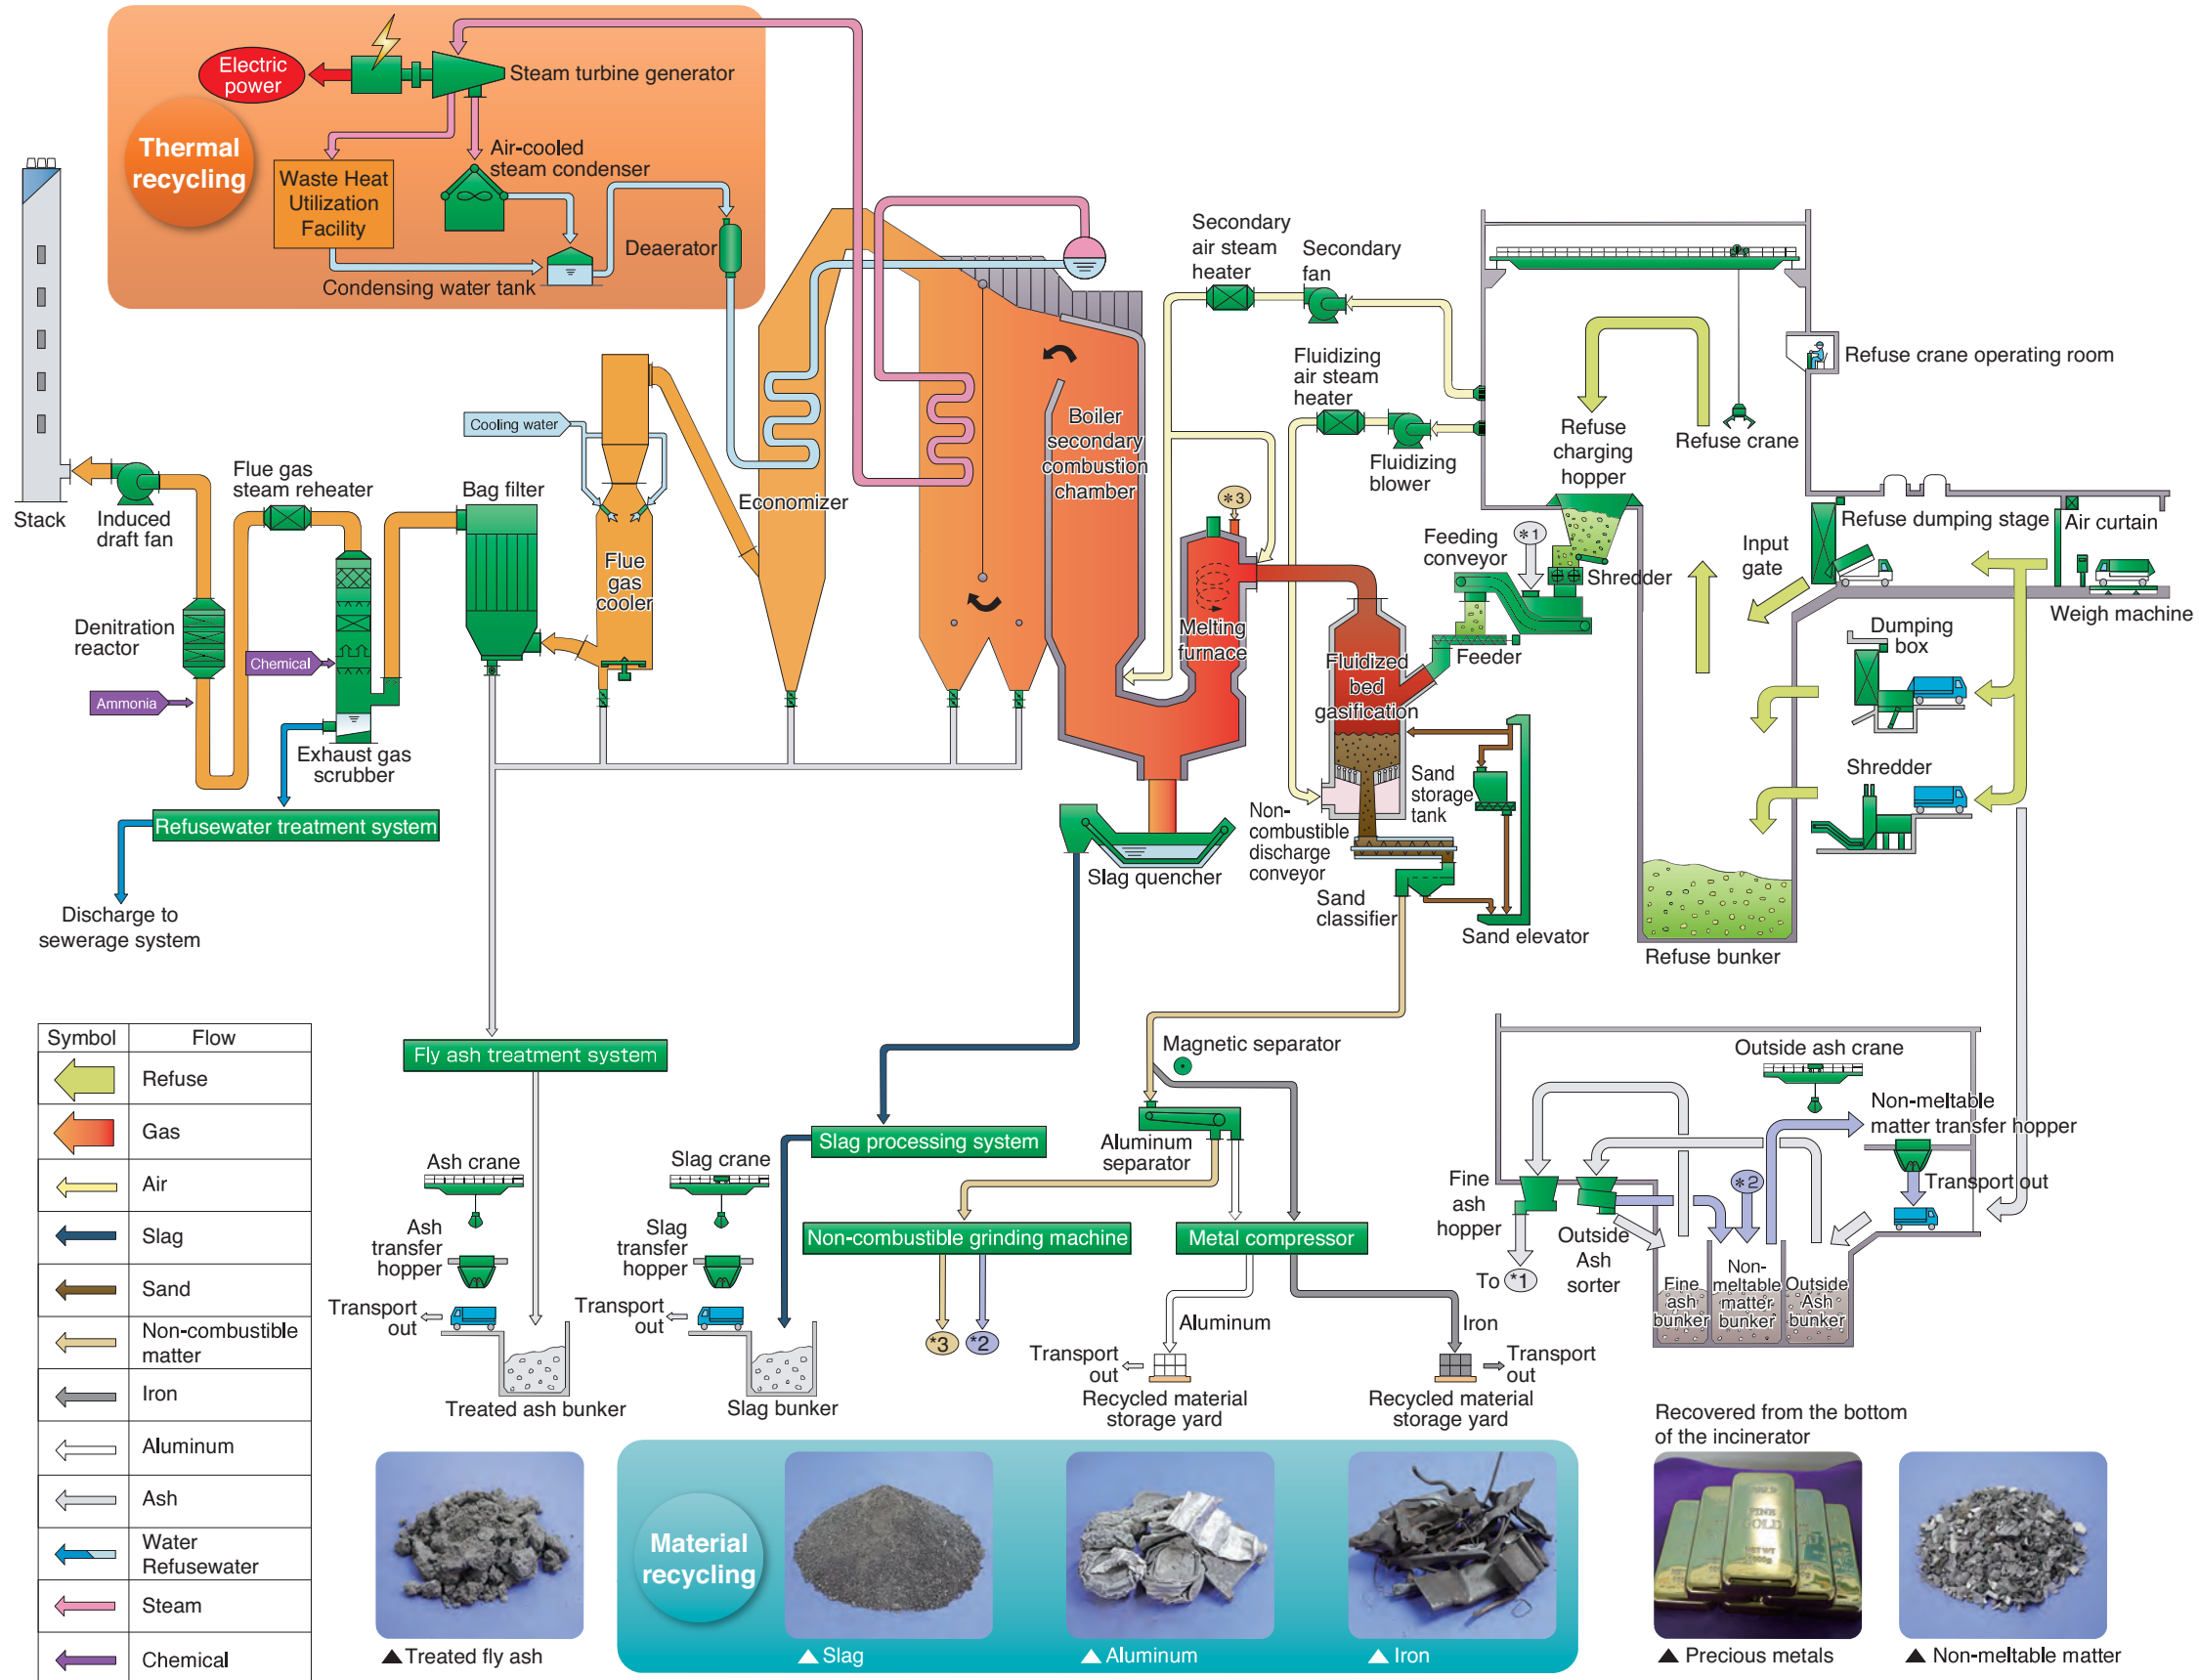 Electric
power
Steam turbine generator
Thermal
recycling
Air-cooled
steam condenser
Waste Heat
Utilization
Facility
Deaerator
Condensing water tank
Secondary
air steam
heater
Secondary
fan
Fluidizing
air steam
heater
Fluidizing
blower
Refuse
charging
hopper
Refuse crane
Refuse crane operating room
Stack
Induced
draft fan
Flue gas
steam reheater
Bag filter
Cooling water
Flue
gas
cooler
Economizer
Boiler
secondary
combustion
chamber
*3
Melting
furnace
Feeding
conveyor
*1
Shredder
Feeder
Fluidized
bed
gasification
Input
gate
Refuse dumping stage
Air curtain
Weigh machine
Dumping
box
Shredder
Denitration
reactor
Ammonia
Chemical
Exhaust gas
scrubber
Refusewater treatment system
Discharge to
sewerage system
Slag quencher
Non-
combustible
discharge
conveyor
Sand
storage
tank
Sand
classifier
Sand elevator
Refuse bunker
Symbol
Flow
Refuse
Gas
Air
Slag
Sand
Non-combustible
matter
Iron
Aluminum
Ash
Water
Refusewater
Steam
Chemical
Fly ash treatment system
Ash crane
Ash
transfer
hopper
Transport
out
Treated ash bunker
Slag processing system
Slag crane
Slag
transfer
hopper
Transport
out
Slag bunker
Magnetic separator
Aluminum
separator
Non-combustible grinding machine
*3
*2
Metal compressor
Aluminum
Transport
out
Recycled material
storage yard
Iron
Transport
out
Recycled material
storage yard
Outside ash crane
Non-meltable
matter transfer hopper
Transport out
Fine
ash
hopper
To *1
Outside
Ash
sorter
*2
Fine
ash
bunker
Non-
meltable
matter
bunker
Outside
Ash
bunker
Recovered from the bottom
of the incinerator
FINE
GOLD
NET WT
▲Treated fly ash
Material
recycling
▲Slag
▲Aluminum
▲Iron
▲Precious metals
▲Non-meltable matter